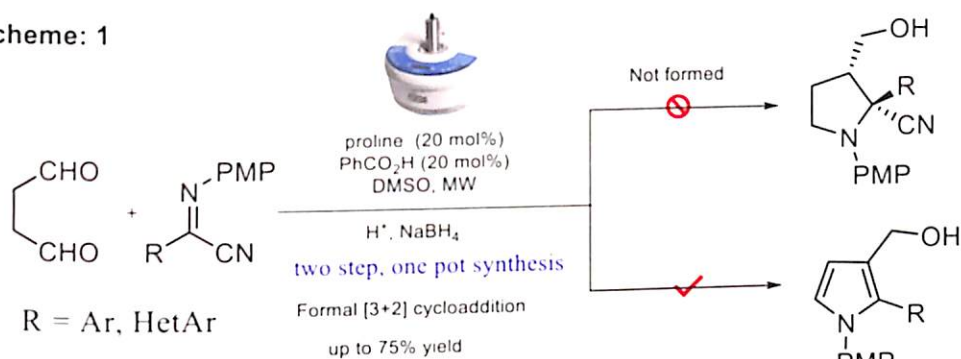 cheme: 1
CHO
CHO
+
N
PMP
R
CN
R = Ar, HetAr
proline (20 mol%)
PhCO2H (20 mol%)
DMSO, MW
H+, NaBH4
two step, one pot synthesis
Formal [3+2] cycloaddition
up to 75% yield
Not formed
OH
R
CN
N
PMP
OH
R
N
PMP